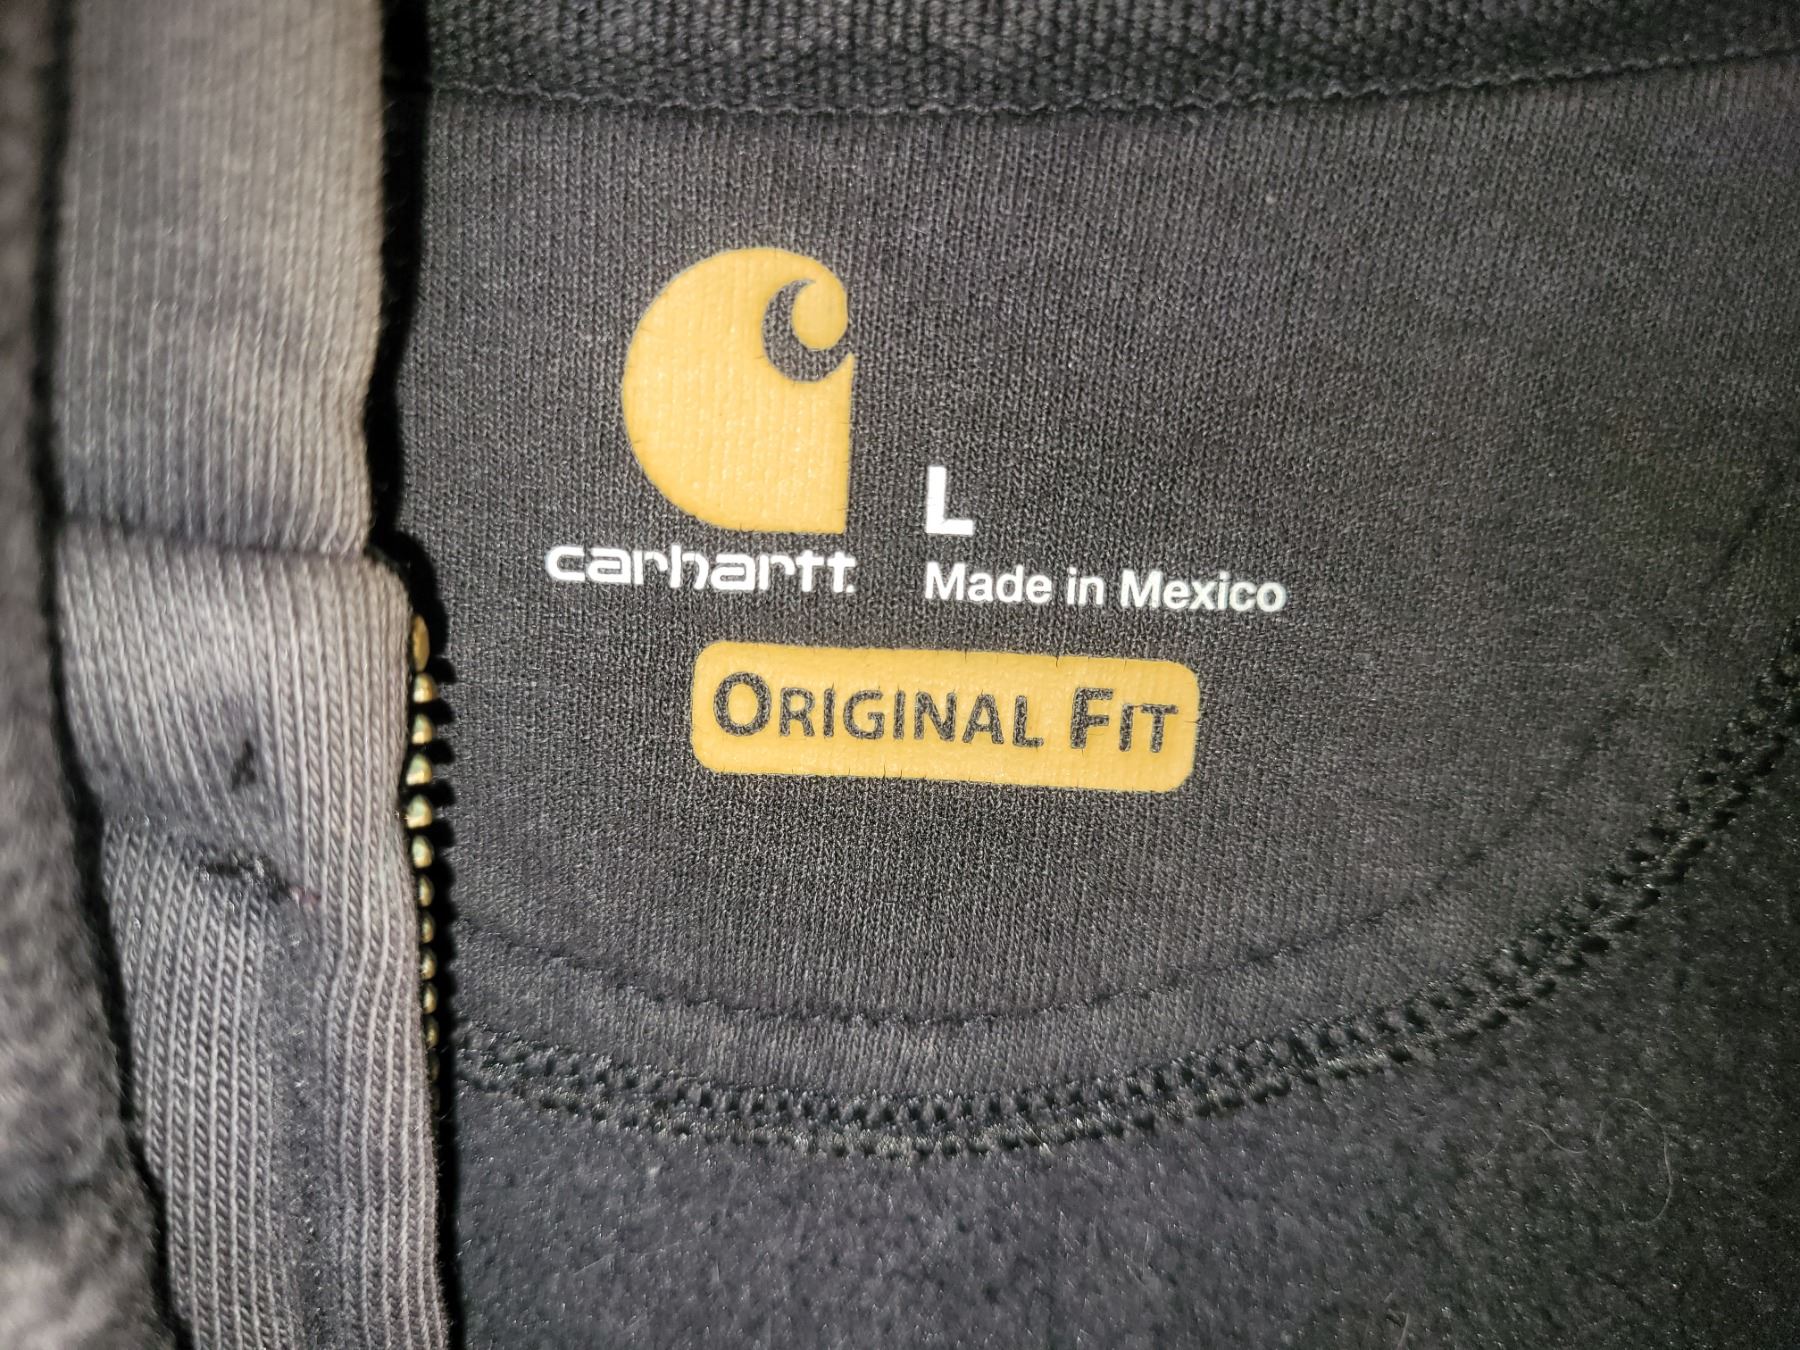 carhartt.
L
Made in Mexico
ORIGINAL FIT